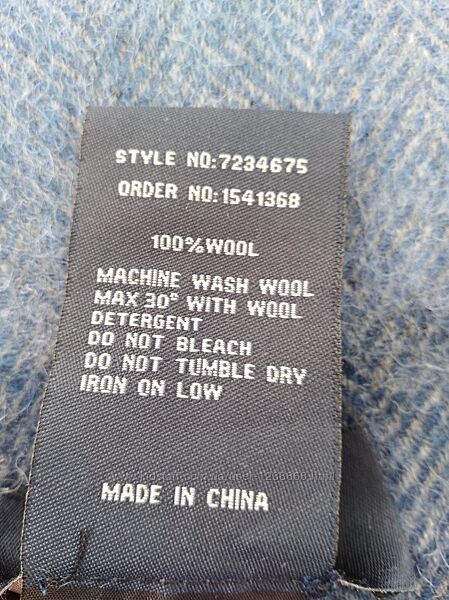 STYLE NO:7234675
ORDER NO:1541368
100%WOOL
MACHINE WASH WOOL
MAX 30° WITH WOOL
DETERGENT
DO NOT BLEACH
DO NOT TUMBLE DRY
IRON ON LOW
MADE IN CHINA